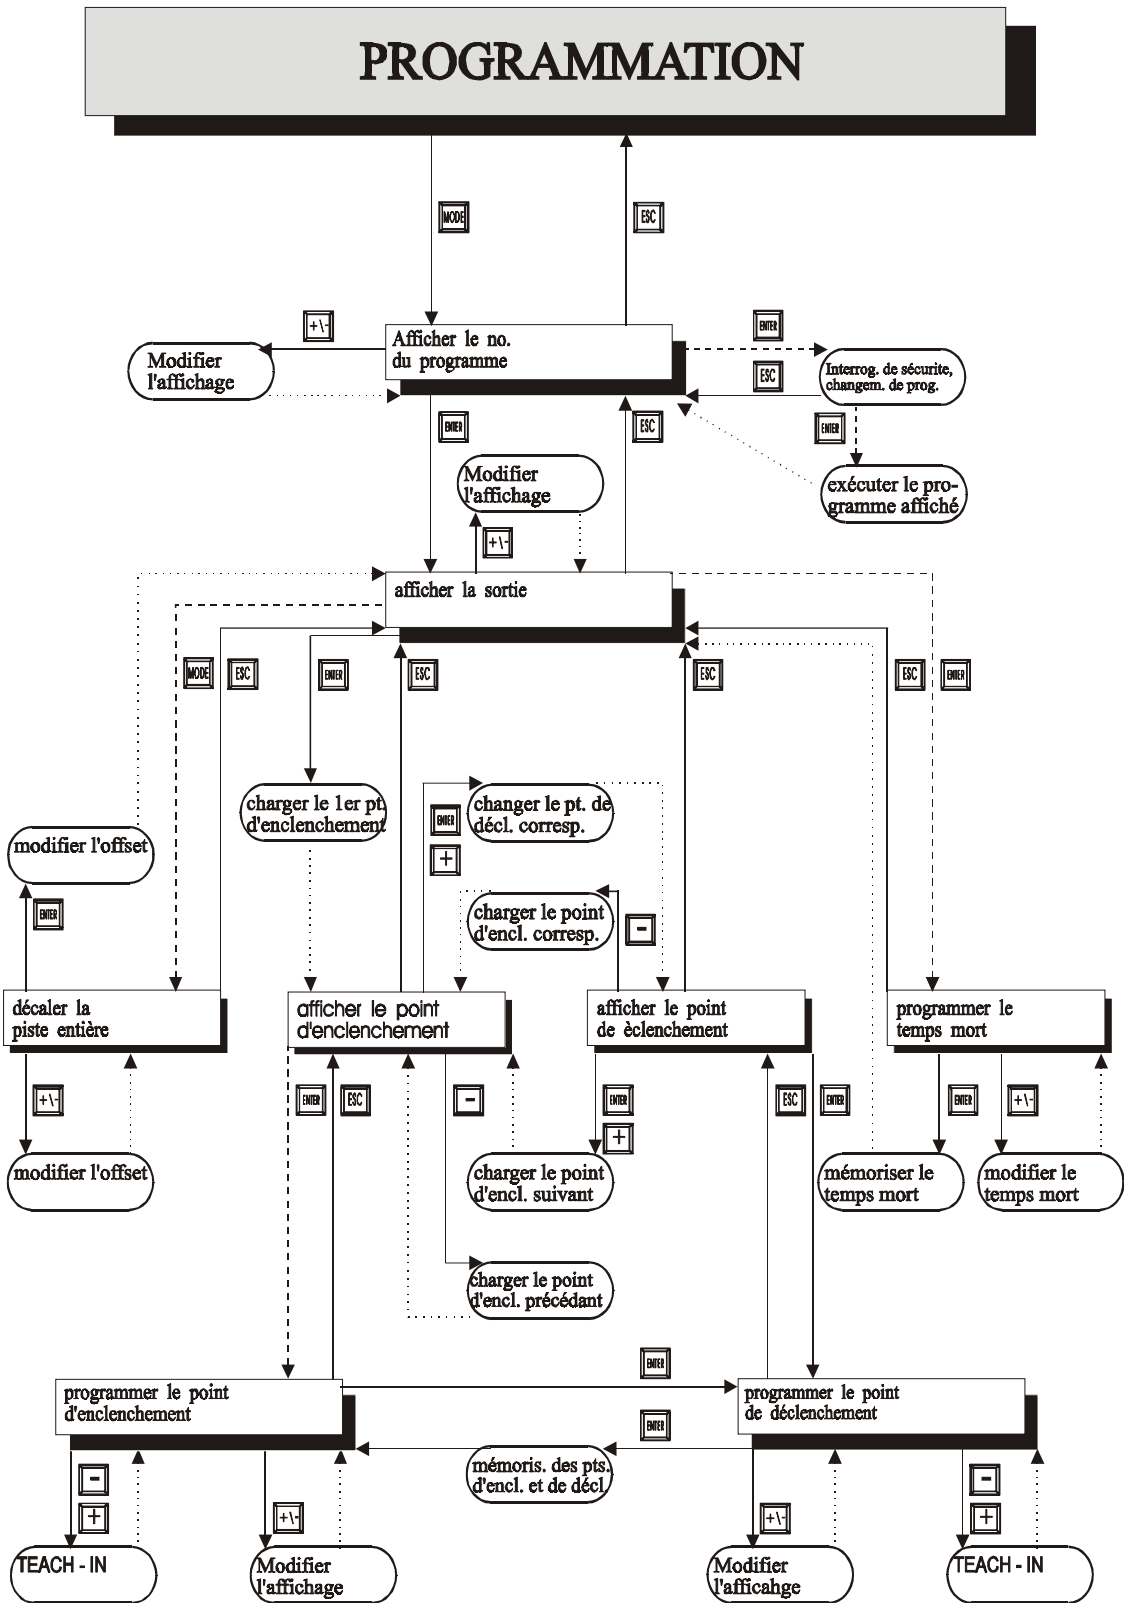 PROGRAMMATION
MODE
ESC
+\-
ENTER
Afficher le no.
du programme
Modifier
l'affichage
ESC
Interrog. de sécurite,
changem. de prog.
ENTER
ESC
ENTER
Modifier
l'affichage
exécuter le pro-
gramme affiché
+\-
afficher la sortie
MODE
ESC
ENTER
ESC
ESC
ESC
ENTER
charger le 1er pt.
d'enclenchement
changer le pt. de
décl. corresp.
ENTER
+
modifier l'offset
charger le point
d'encl. corresp.
ENTER
-
décaler la
piste entière
afficher le point
d'enclenchement
afficher le point
de èclenchement
programmer le
temps mort
+\-
ENTER
ESC
-
ENTER
+
ESC
ENTER
ENTER
+\-
modifier l'offset
charger le point
d'encl. suivant
mémoriser le
temps mort
modifier le
temps mort
charger le point
d'encl. précédant
ENTER
programmer le point
d'enclenchement
programmer le point
de déclenchement
ENTER
mémoris. des pts.
d'encl. et de décl.
-
+
+\-
+\-
-
+
TEACH - IN
Modifier
l'affichage
Modifier
l'afficahge
TEACH - IN